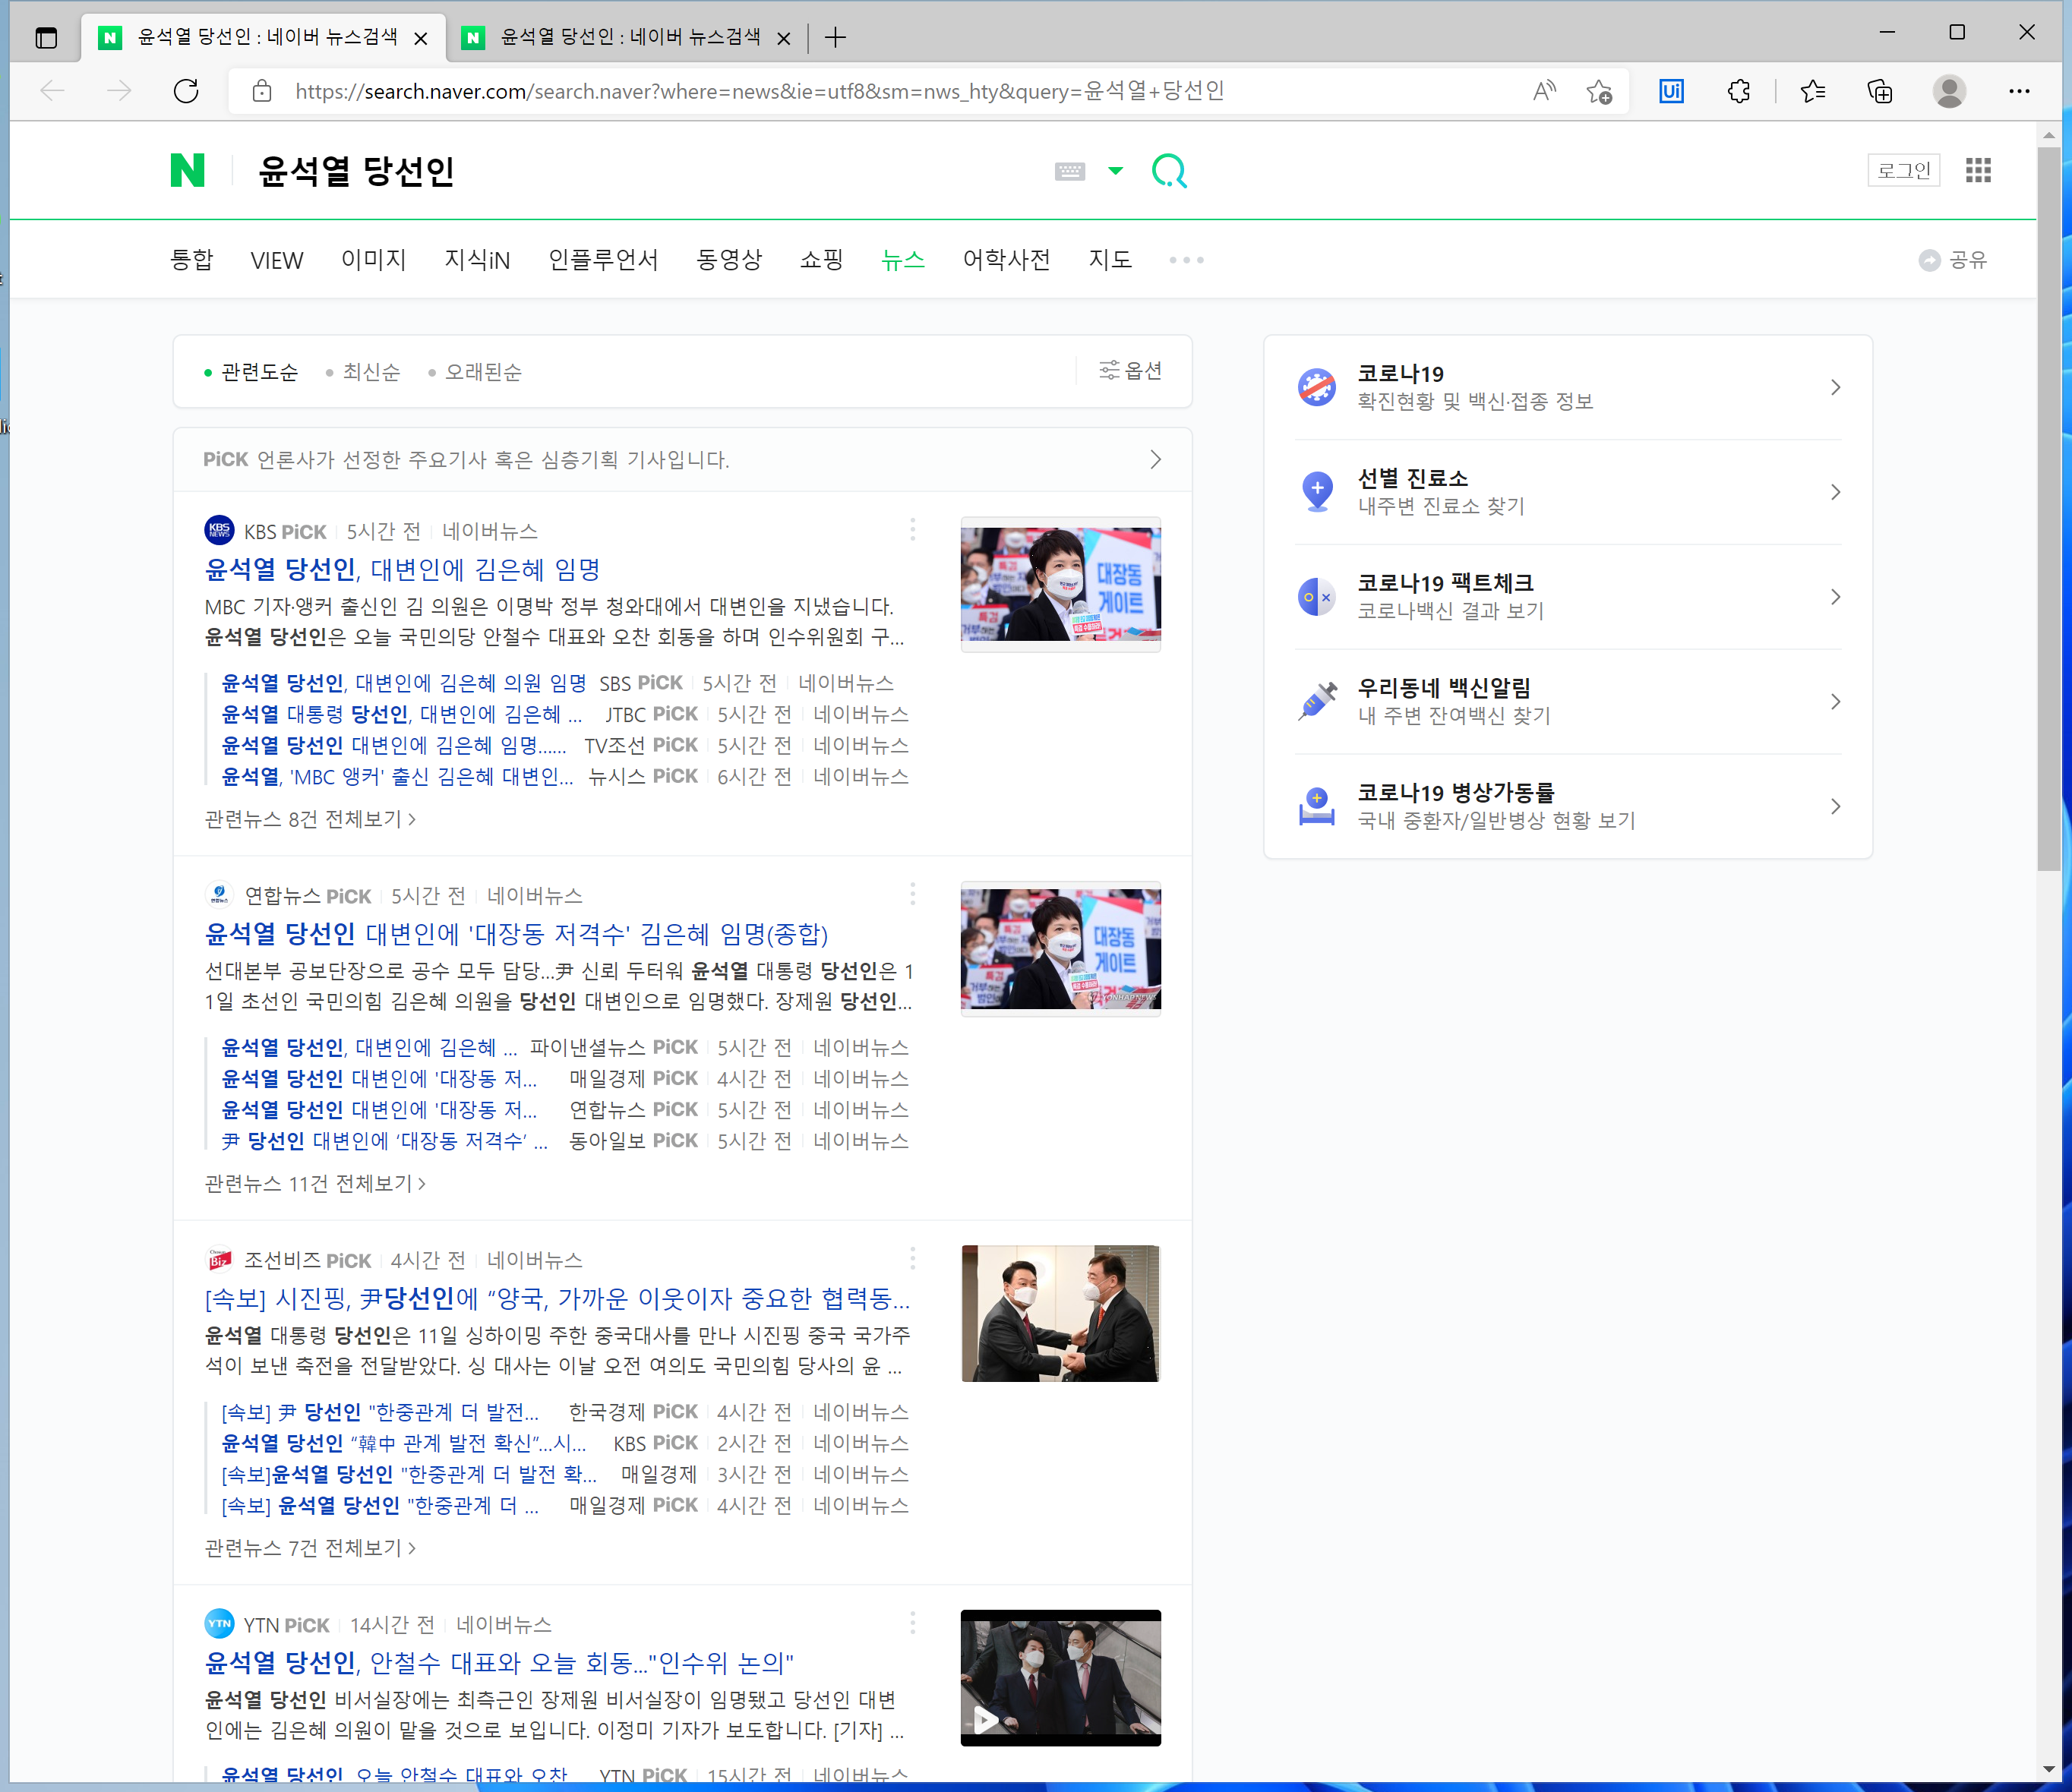 윤석열 당선인 : 네이버 뉴스검색
윤석열 당선인 : 네이버 뉴스검색
https://search.naver.com/search.naver?where=news&ie=utf8&sm=nws_hty&query=윤석열+당선인
Ui
N 윤석열 당선인
로그인
통합 VIEW 이미지 지식iN 인플루언서 동영상 쇼핑 뉴스 어학사전 지도
공유
관련도순 최신순 오래된순 옵션
PiCK 언론사가 선정한 주요기사 혹은 심층기획 기사입니다.
KBS NEWS KBS PiCK 5시간 전 네이버뉴스
윤석열 당선인, 대변인에 김은혜 임명
MBC 기자·앵커 출신인 김 의원은 이명박 정부 청와대에서 대변인을 지냈습니다.
윤석열 당선인은 오늘 국민의당 안철수 대표와 오찬 회동을 하며 인수위원회 구...
대장동
게이트
윤석열 당선인, 대변인에 김은혜 의원 임명 SBS PiCK 5시간 전 네이버뉴스
윤석열 대통령 당선인, 대변인에 김은혜 ... JTBC PiCK 5시간 전 네이버뉴스
윤석열 당선인 대변인에 김은혜 임명...... TV조선 PiCK 5시간 전 네이버뉴스
윤석열, 'MBC 앵커' 출신 김은혜 대변인... 뉴시스 PiCK 6시간 전 네이버뉴스
관련뉴스 8건 전체보기
연합뉴스 연합뉴스 PiCK 5시간 전 네이버뉴스
윤석열 당선인 대변인에 '대장동 저격수' 김은혜 임명(종합)
선대본부 공보단장으로 공수 모두 담당...尹 신뢰 두터워 윤석열 대통령 당선인은 1
1일 초선인 국민의힘 김은혜 의원을 당선인 대변인으로 임명했다. 장제원 당선인...
대장동
게이트
YONHAP NEWS
윤석열 당선인, 대변인에 김은혜 ... 파이낸셜뉴스 PiCK 5시간 전 네이버뉴스
윤석열 당선인 대변인에 '대장동 저... 매일경제 PiCK 4시간 전 네이버뉴스
윤석열 당선인 대변인에 '대장동 저... 연합뉴스 PiCK 5시간 전 네이버뉴스
尹 당선인 대변인에 ‘대장동 저격수’ ... 동아일보 PiCK 5시간 전 네이버뉴스
관련뉴스 11건 전체보기
Biz 조선비즈 PiCK 4시간 전 네이버뉴스
[속보] 시진핑, 尹당선인에 “양국, 가까운 이웃이자 중요한 협력동...
윤석열 대통령 당선인은 11일 싱하이밍 주한 중국대사를 만나 시진핑 중국 국가주
석이 보낸 축전을 전달받았다. 싱 대사는 이날 오전 여의도 국민의힘 당사의 윤 ...
[속보] 尹 당선인 "한중관계 더 발전... 한국경제 PiCK 4시간 전 네이버뉴스
윤석열 당선인 “韓中 관계 발전 확신”...시... KBS PiCK 2시간 전 네이버뉴스
[속보]윤석열 당선인 "한중관계 더 발전 확... 매일경제 3시간 전 네이버뉴스
[속보] 윤석열 당선인 "한중관계 더 ... 매일경제 PiCK 4시간 전 네이버뉴스
관련뉴스 7건 전체보기
YTN YTN PiCK 14시간 전 네이버뉴스
윤석열 당선인, 안철수 대표와 오늘 회동..."인수위 논의"
윤석열 당선인 비서실장에는 최측근인 장제원 비서실장이 임명됐고 당선인 대변
인에는 김은혜 의원이 맡을 것으로 보입니다. 이정미 기자가 보도합니다. [기자] ...
윤석열 당선인, 오늘 안철수 대표와 오찬 YTN PiCK 15시간 전 네이버뉴스
코로나19
확진현황 및 백신·접종 정보
선별 진료소
내주변 진료소 찾기
코로나19 팩트체크
코로나백신 결과 보기
우리동네 백신알림
내 주변 잔여백신 찾기
코로나19 병상가동률
국내 중환자/일반병상 현황 보기